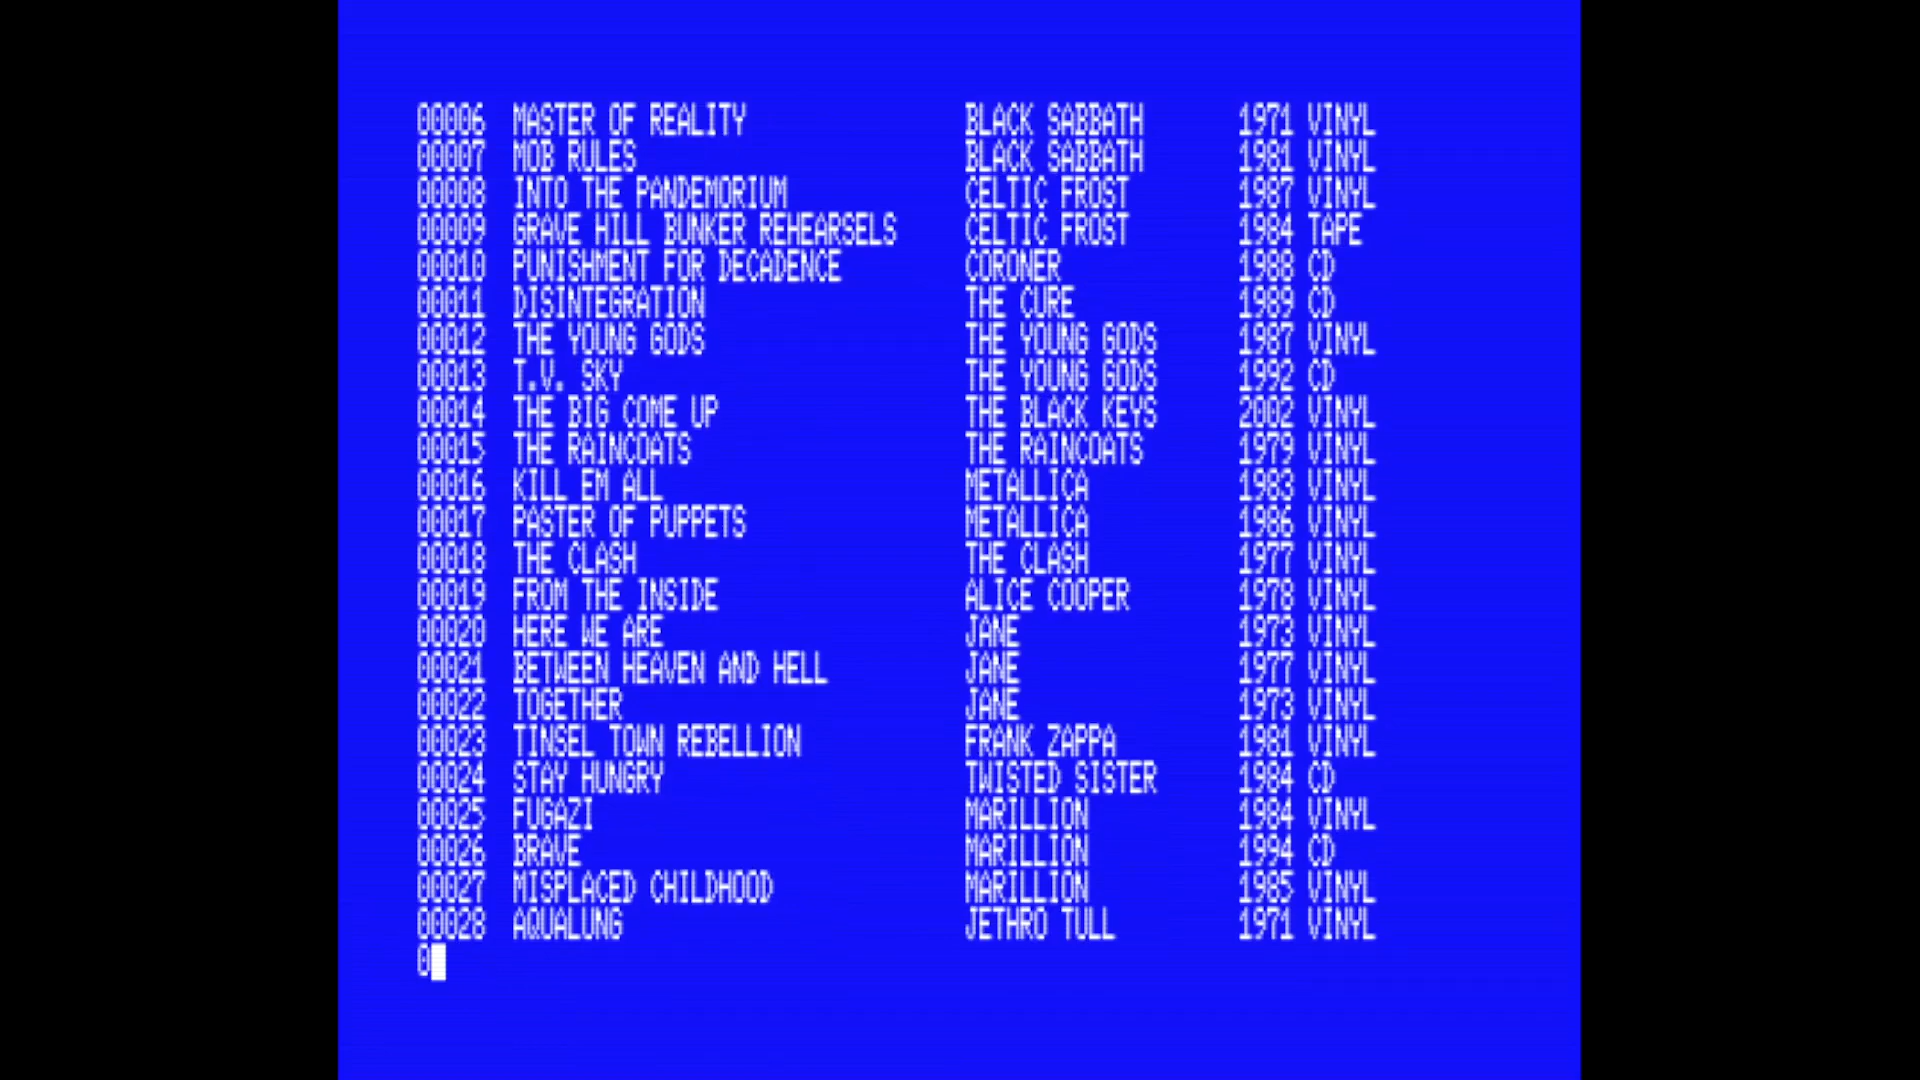 00006 MASTER OF REALITY BLACK SABBATH 1971 VINYL
00007 MOB RULES BLACK SABBATH 1981 VINYL
00008 INTO THE PANDEMORIUM CELTIC FROST 1987 VINYL
00009 GRAVE HILL BUNKER REHEARSELS CELTIC FROST 1984 TAPE
00010 PUNISHMENT FOR DECADENCE CORONER 1988 CD
00011 DISINTEGRATION THE CURE 1989 CD
00012 THE YOUNG GODS THE YOUNG GODS 1987 VINYL
00013 T.V. SKY THE YOUNG GODS 1992 CD
00014 THE BIG COME UP THE BLACK KEYS 2002 VINYL
00015 THE RAINCOATS THE RAINCOATS 1979 VINYL
00016 KILL EM ALL METALLICA 1983 VINYL
00017 PASTER OF PUPPETS METALLICA 1986 VINYL
00018 THE CLASH THE CLASH 1977 VINYL
00019 FROM THE INSIDE ALICE COOPER 1978 VINYL
00020 HERE WE ARE JANE 1973 VINYL
00021 BETWEEN HEAVEN AND HELL JANE 1977 VINYL
00022 TOGETHER JANE 1973 VINYL
00023 TINSEL TOWN REBELLION FRANK ZAPPA 1981 VINYL
00024 STAY HUNGRY TWISTED SISTER 1984 CD
00025 FUGAZI MARILLION 1984 VINYL
00026 BRAVE MARILLION 1994 CD
00027 MISPLACED CHILDHOOD MARILLION 1985 VINYL
00028 AQUALUNG JETHRO TULL 1971 VINYL
0